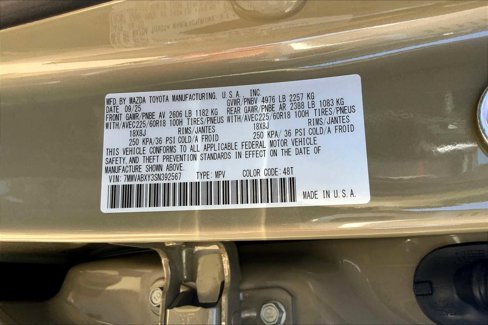 MFD. BY MAZDA TOYOTA MANUFACTURING, U.S.A., INC.
DATE 09/25 GVWR/PNBV 4976 LB 2257 KG
FRONT GAWR/PNBE AV 2606 LB 1182 KG REAR GAWR/PNBE AR 2388 LB 1083 KG
WITH/AVEC225/60R18 100H TIRES/PNEUS WITH/AVEC225/60R18 100H TIRES/PNEUS
18X8J RIMS/JANTES 18X8J RIMS/JANTES
250 KPA/36 PSI COLD/A FROID 250 KPA/36 PSI COLD/A FROID
THIS VEHICLE CONFORMS TO ALL APPLICABLE FEDERAL MOTOR VEHICLE
SAFETY, AND THEFT PREVENTION STANDARDS IN EFFECT ON THE DATE OF
MANUFACTURE SHOWN ABOVE.
VIN: 7MMVABXY3SN392567 TYPE: MPV COLOR CODE: 48T
MADE IN U.S.A.